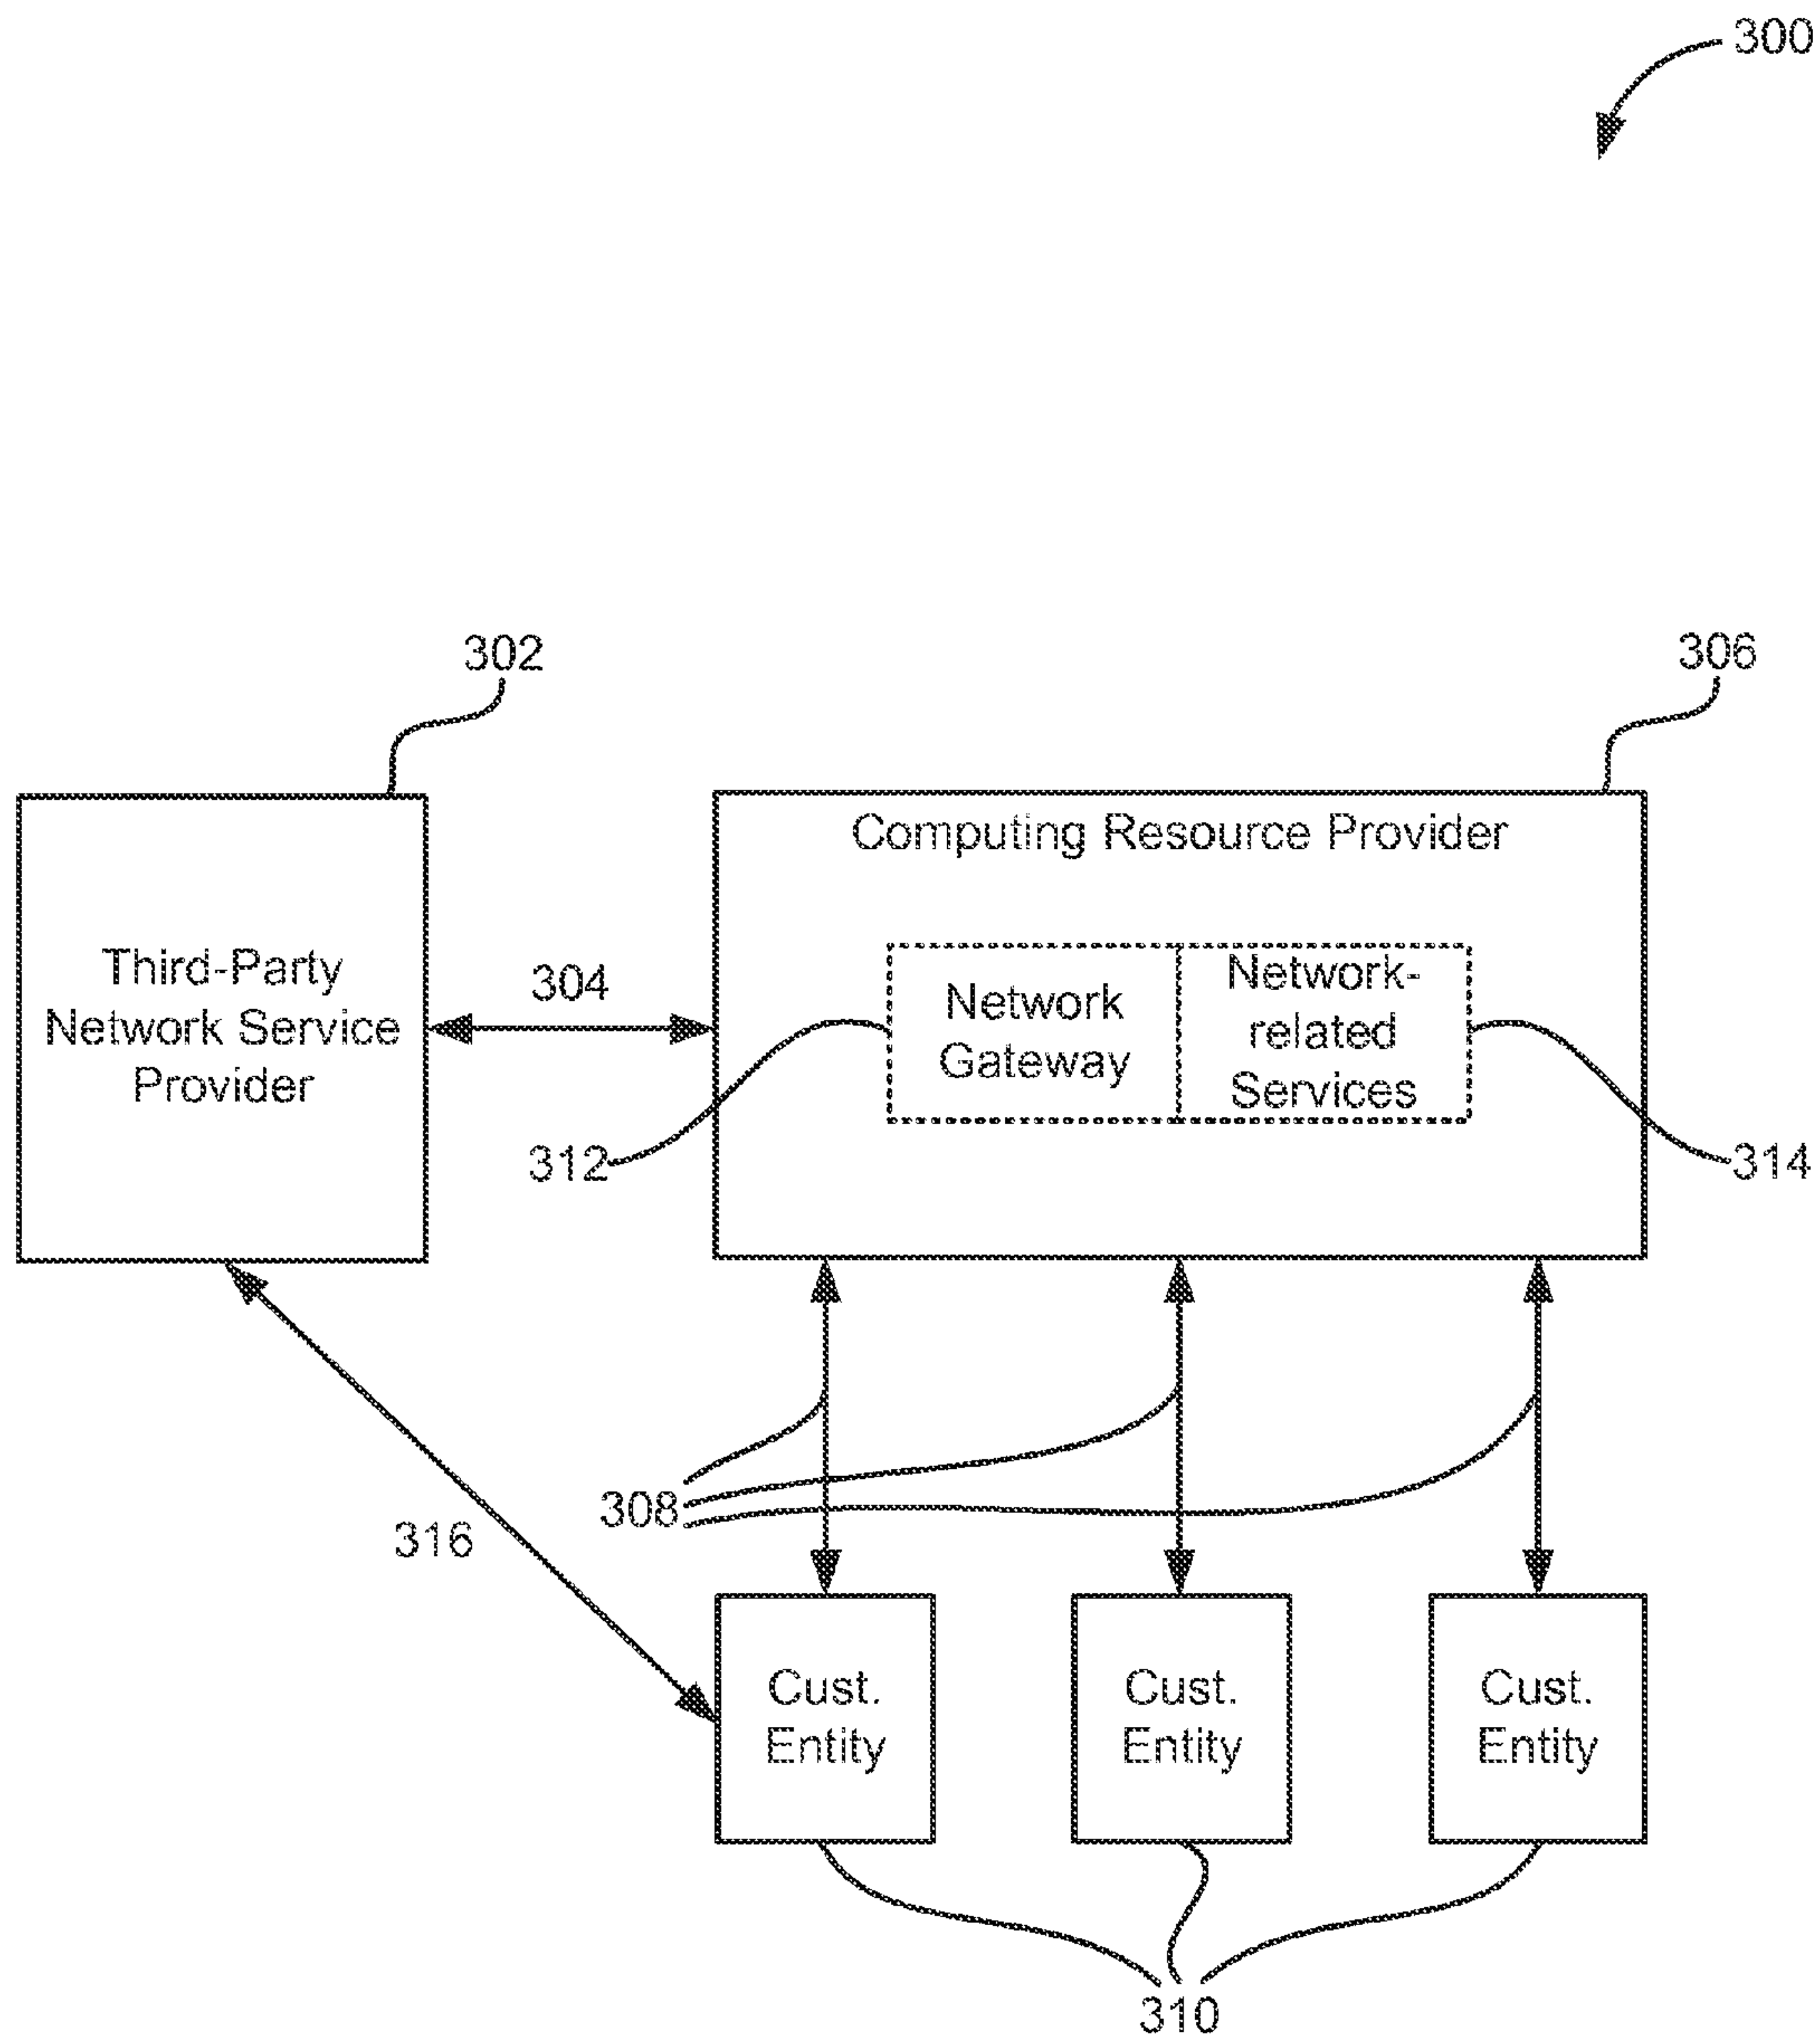 300
302
306
Computing Resource Provider
Third-Party
Network Service
Provider
304
Network
Gateway
Network-
related
Services
312
314
308
316
Cust.
Entity
Cust.
Entity
Cust.
Entity
310